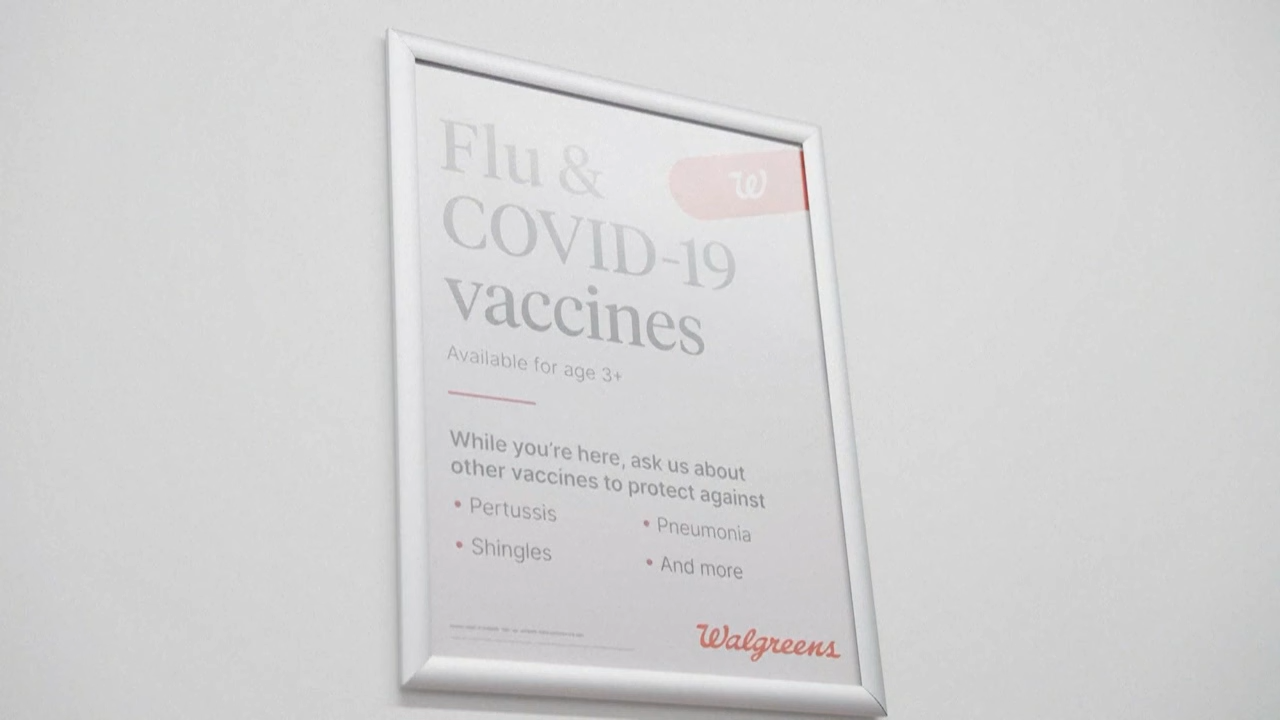 Flu &
W
COVID-19
vaccines
Available for age 3+
While you're here, ask us about
other vaccines to protect against
• Pertussis
• Pneumonia
• Shingles
• And more
Walgreens